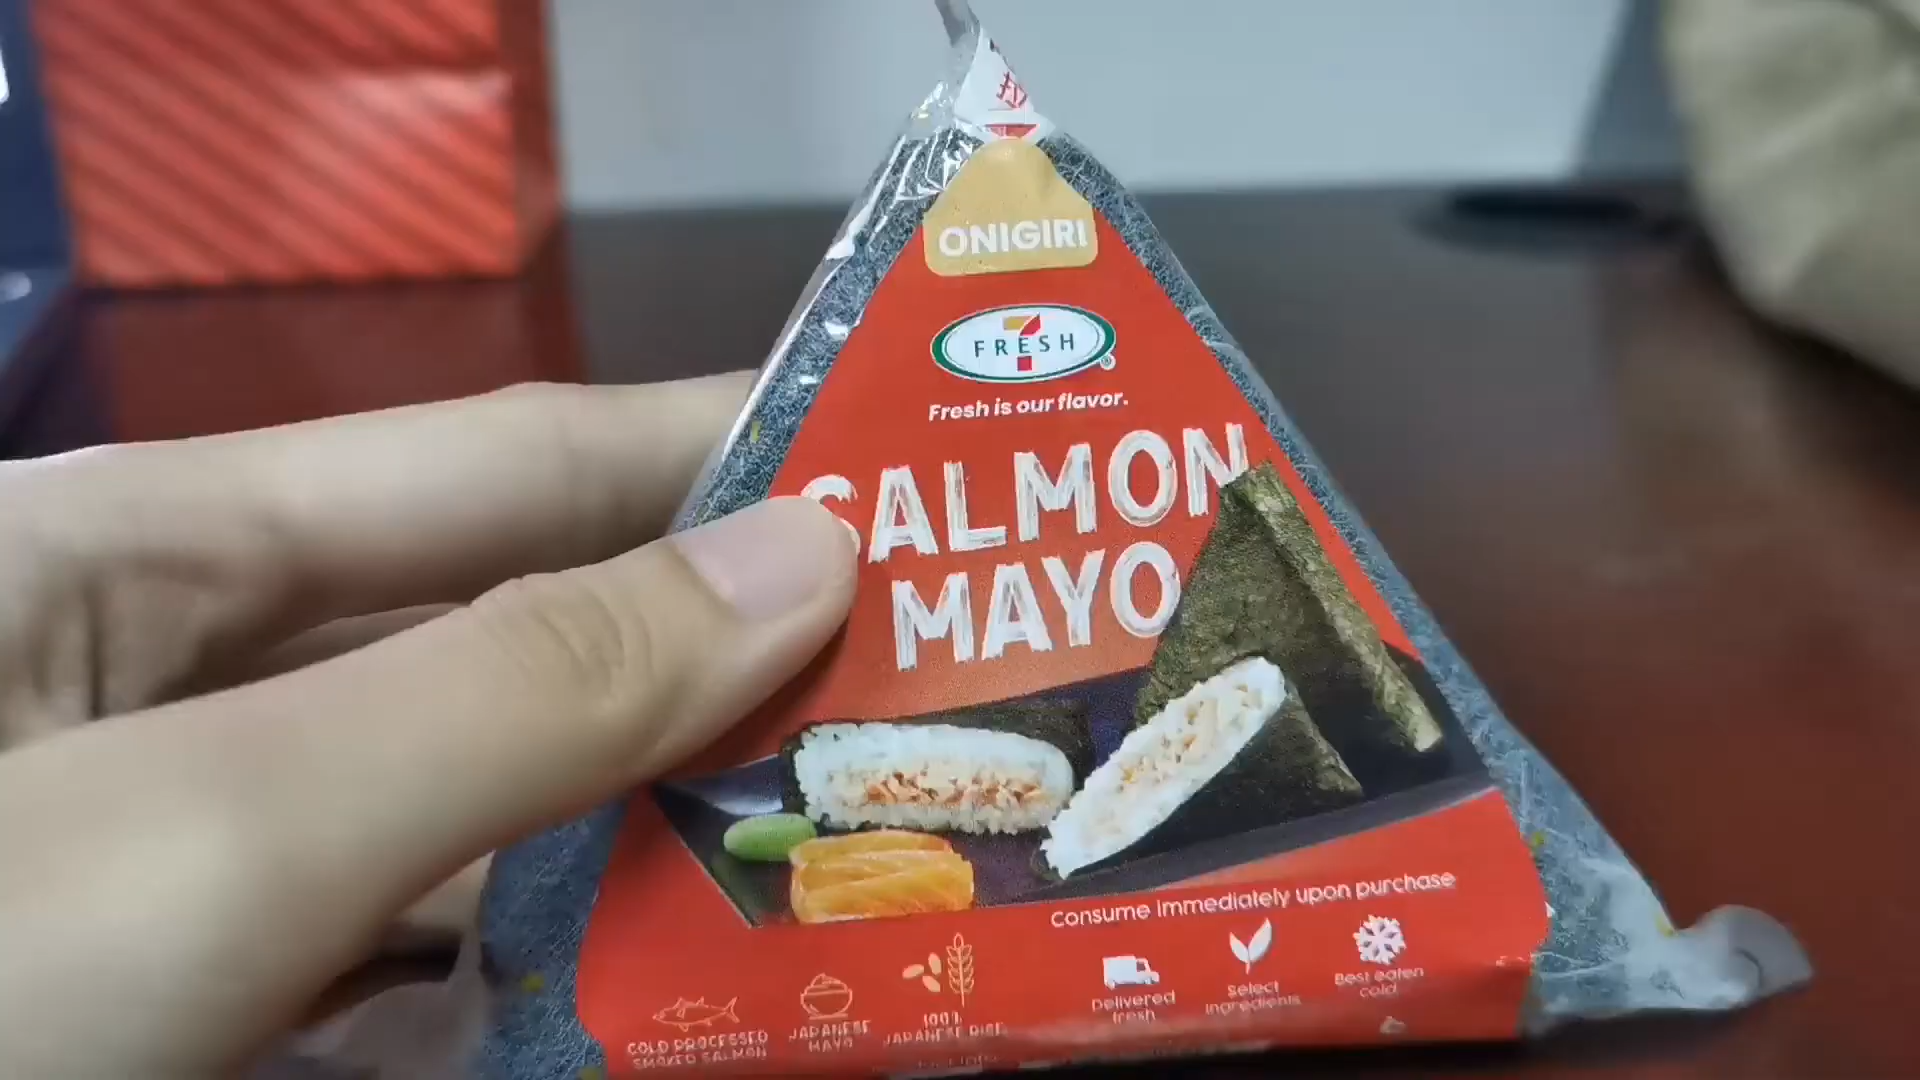 ONIGIRI
7
FRESH
®
Fresh is our flavor.
SALMON
MAYO
Consume immediately upon purchase
COLD PROCESSED
SMOKED SALMON
JAPANESE
MAYO
100%
JAPANESE RICE
Delivered
fresh
Select
ingredients
Best eaten
cold